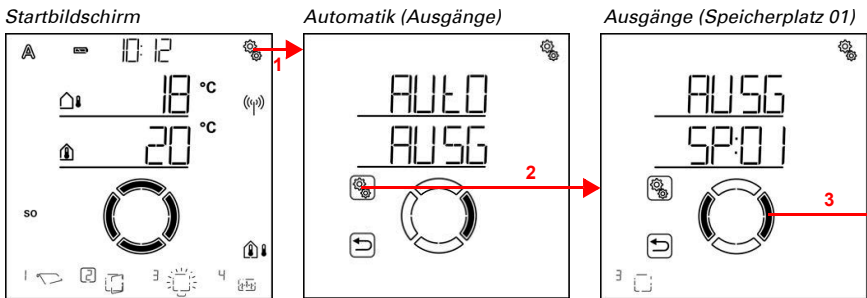 Startbildschirm
Automatik (Ausgänge)
Ausgänge (Speicherplatz 01)
A 10:12
1
18 °C
20 °C
SO
1 2 3 4
AUtO
AUSG
2
AUSG
SP:01
3
3